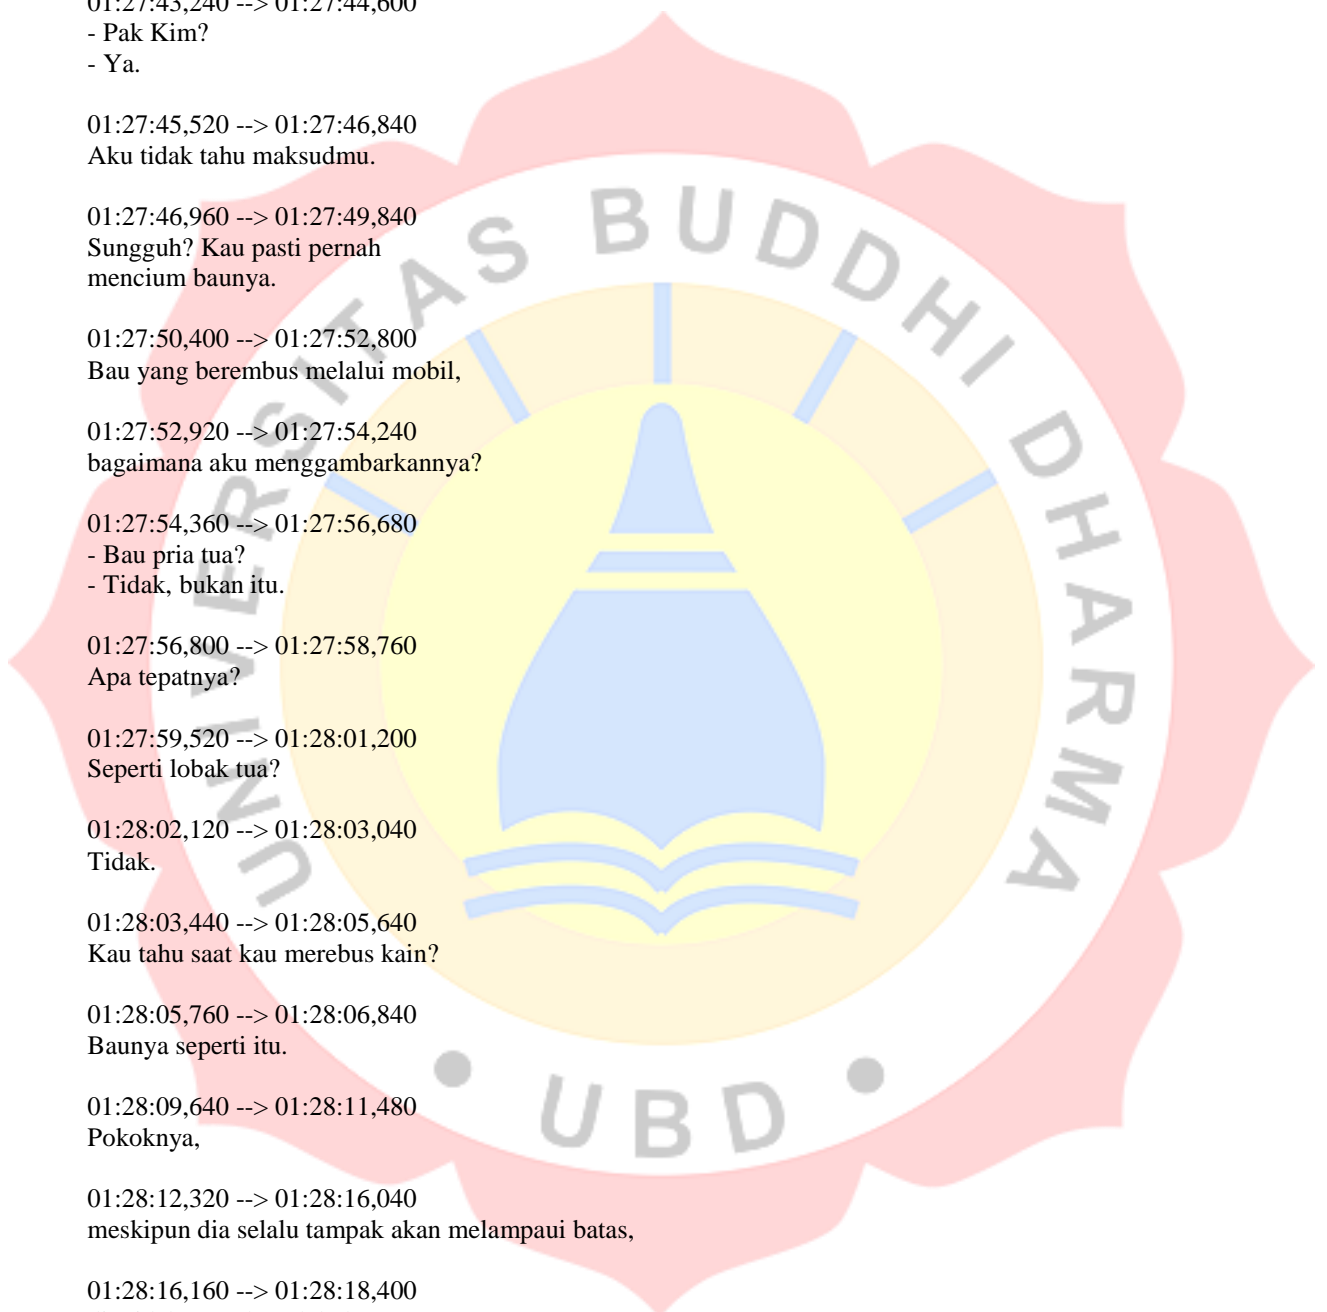 01:27:43,240 --> 01:27:44,600
- Pak Kim?
- Ya.
01:27:45,520 --> 01:27:46,840
Aku tidak tahu maksudmu.
01:27:46,960 --> 01:27:49,840
Sungguh? Kau pasti pernah
mencium baunya.
01:27:50,400 --> 01:27:52,800
Bau yang berembus melalui mobil,
01:27:52,920 --> 01:27:54,240
bagaimana aku menggambarkannya?
01:27:54,360 --> 01:27:56,680
- Bau pria tua?
- Tidak, bukan itu.
01:27:56,800 --> 01:27:58,760
Apa tepatnya?
01:27:59,520 --> 01:28:01,200
Seperti lobak tua?
01:28:02,120 --> 01:28:03,040
Tidak.
01:28:03,440 --> 01:28:05,640
Kau tahu saat kau merebus kain?
01:28:05,760 --> 01:28:06,840
Baunya seperti itu.
01:28:09,640 --> 01:28:11,480
Pokoknya,
01:28:12,320 --> 01:28:16,040
meskipun dia selalu tampak akan melampaui batas,
01:28:16,160 --> 01:28:18,400
UNIVERSITAS BUDDHI DHARMA
• UBD •